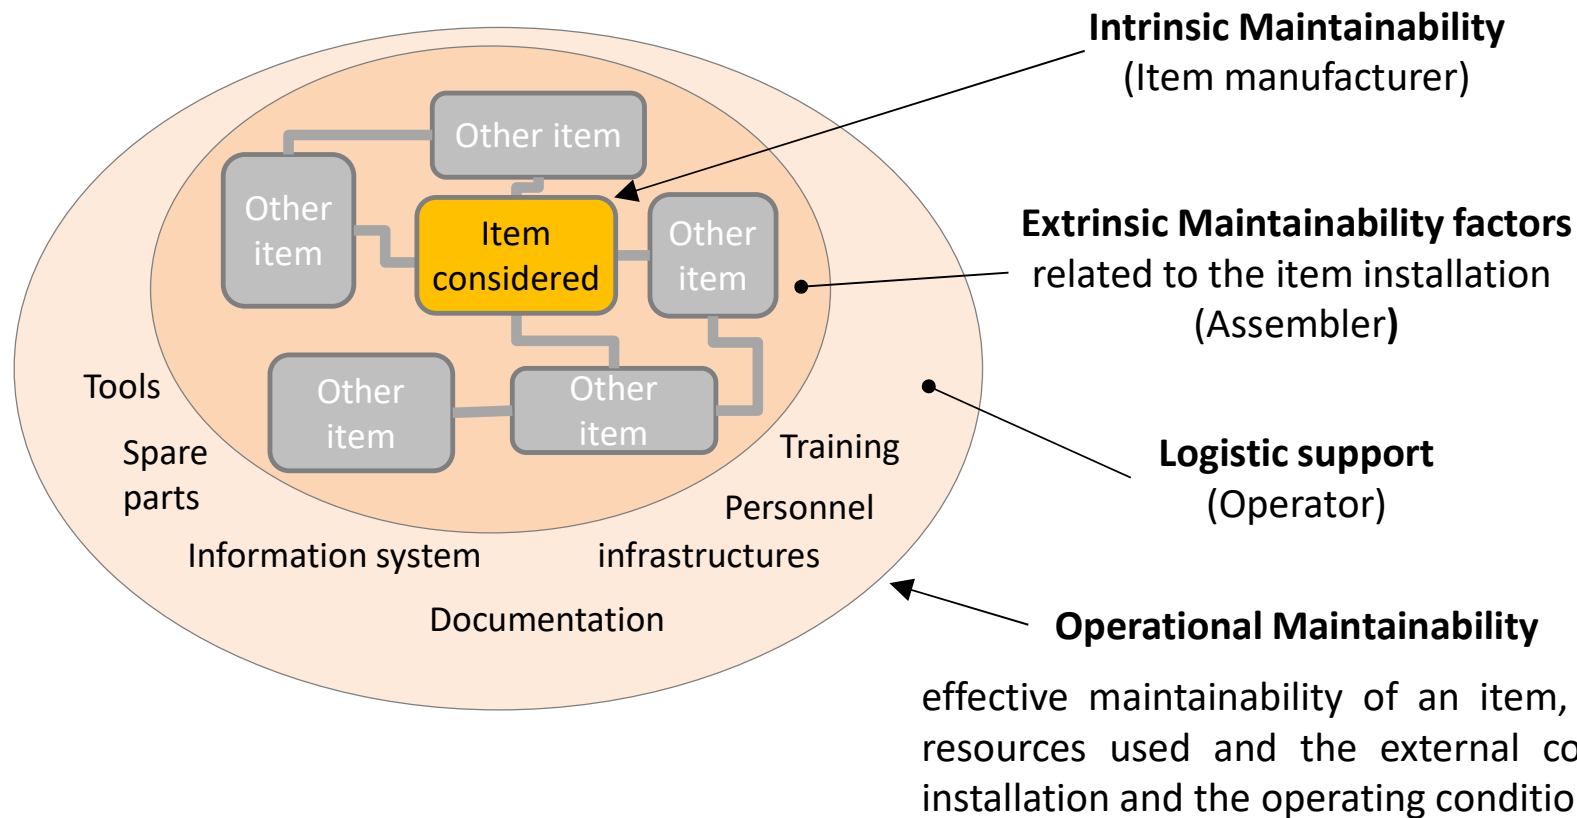 Intrinsic Maintainability
(Item manufacturer)
Other item
Other
item
Item
considered
Other
item
Extrinsic Maintainability factors
related to the item installation
(Assembler)
Other
item
Other
item
Tools
Spare
parts
Training
Personnel
Information system
infrastructures
Documentation
Logistic support
(Operator)
Operational Maintainability
effective maintainability of an item,
resources used and the external
installation and the operating